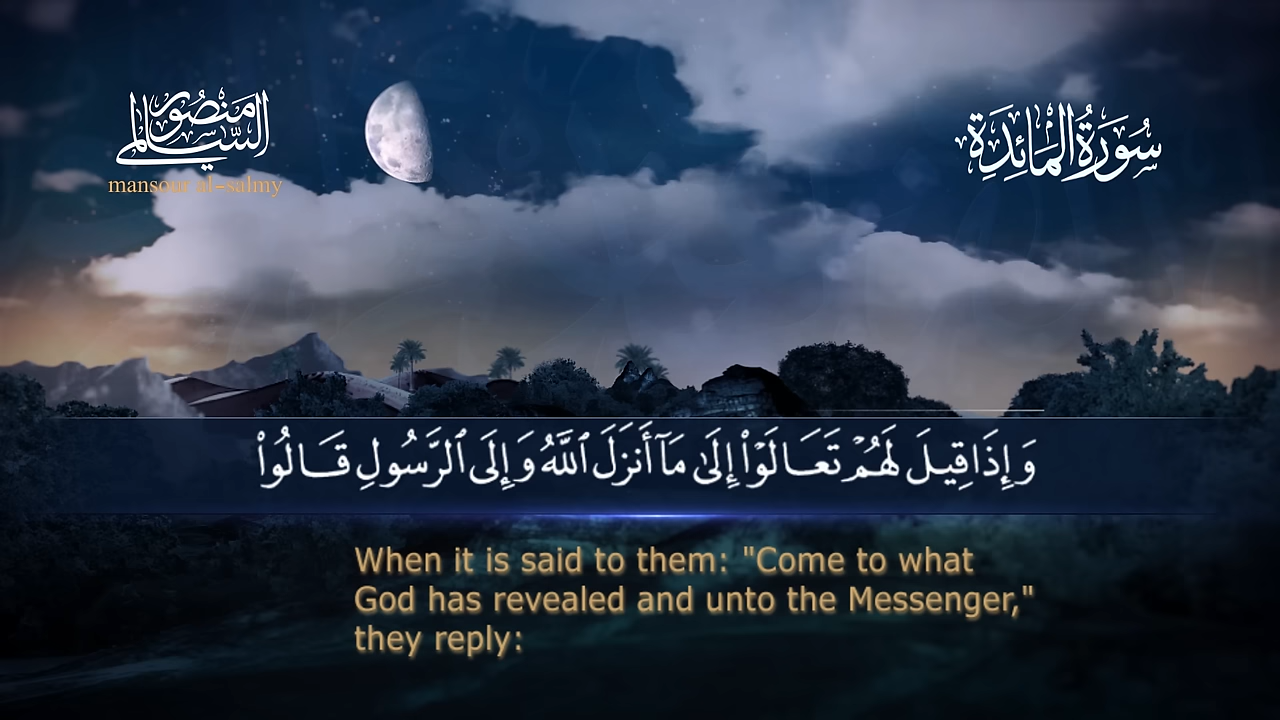 منصور السالمي
mansour al-salmy
سُورَةُ المَائِدَةِ
وَإِذَا قِيلَ لَهُمْ تَعَالَوْا۟ إِلَىٰ مَآ أَنزَلَ ٱللَّهُ وَإِلَى ٱلرَّسُولِ قَالُوا۟
When it is said to them: "Come to what
God has revealed and unto the Messenger,"
they reply: